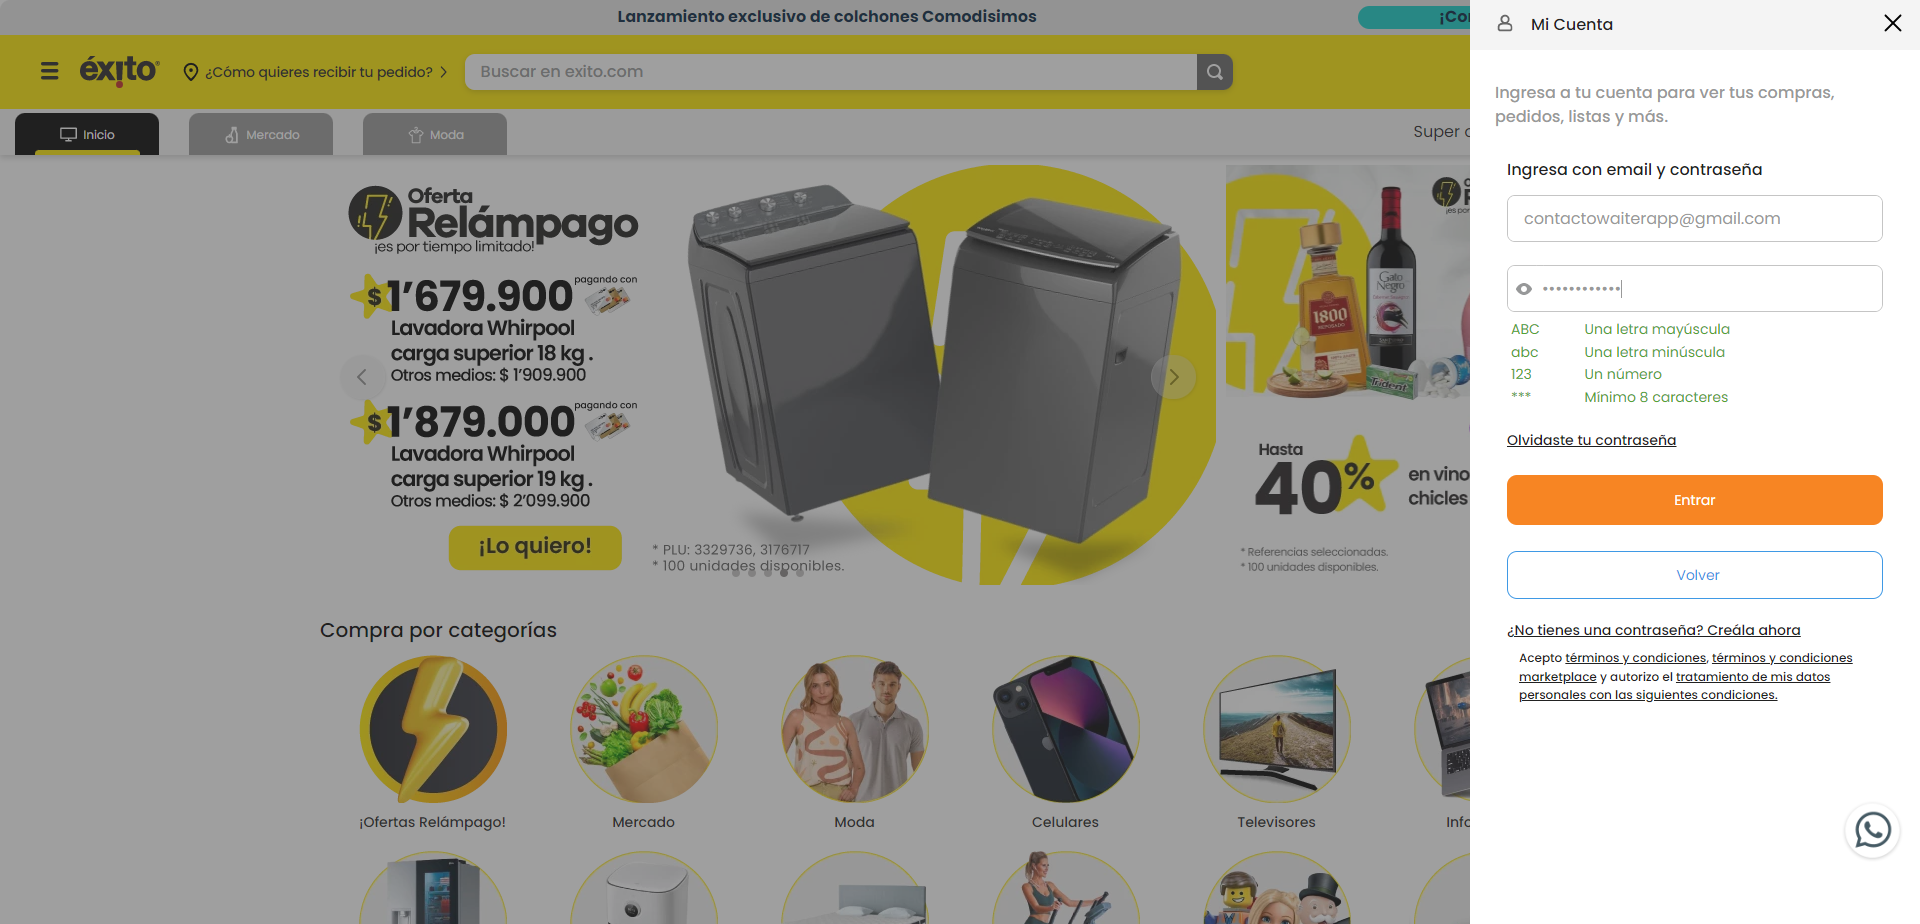 Lanzamiento exclusivo de colchones Comodisimos
éxito
¿Cómo quieres recibir tu pedido?
Buscar en exito.com
Inicio
Mercado
Moda
Oferta
Relámpago
¡es por tiempo limitado!
$1'679.900
pagando con
Lavadora Whirpool
carga superior 18 kg.
Otros medios: $ 1'909.900
$1'879.000
pagando con
Lavadora Whirpool
carga superior 19 kg.
Otros medios: $ 2'099.900
¡Lo quiero!
* PLU: 3329736, 3176717
* 100 unidades disponibles.
Gato
Negro
1800
Trident
Hasta
40%
en vino
chicles
* Referencias seleccionadas.
* 100 unidades disponibles.
Compra por categorías
¡Ofertas Relámpago!
Mercado
Moda
Celulares
Televisores
Mi Cuenta
Ingresa a tu cuenta para ver tus compras,
pedidos, listas y más.
Ingresa con email y contraseña
contactowaiterapp@gmail.com
••••••••••••
ABC Una letra mayúscula
abc Una letra minúscula
123 Un número
*** Mínimo 8 caracteres
Olvidaste tu contraseña
Entrar
Volver
¿No tienes una contraseña? Creála ahora
Acepto términos y condiciones, términos y condiciones
marketplace y autorizo el tratamiento de mis datos
personales con las siguientes condiciones.